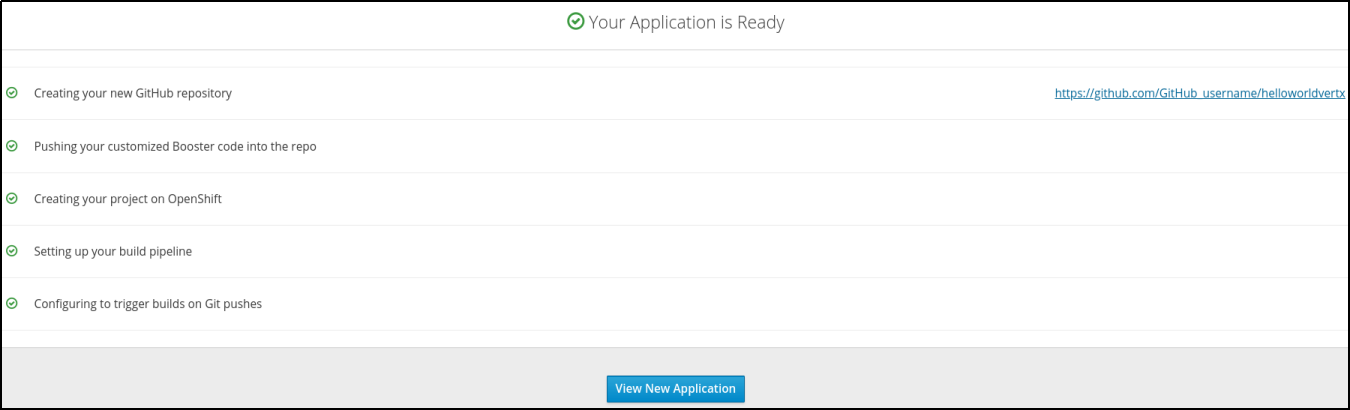 Your Application is Ready
Creating your new GitHub repository https://github.com/GitHub_username/helloworldvertx
Pushing your customized Booster code into the repo
Creating your project on OpenShift
Setting up your build pipeline
Configuring to trigger builds on Git pushes
View New Application